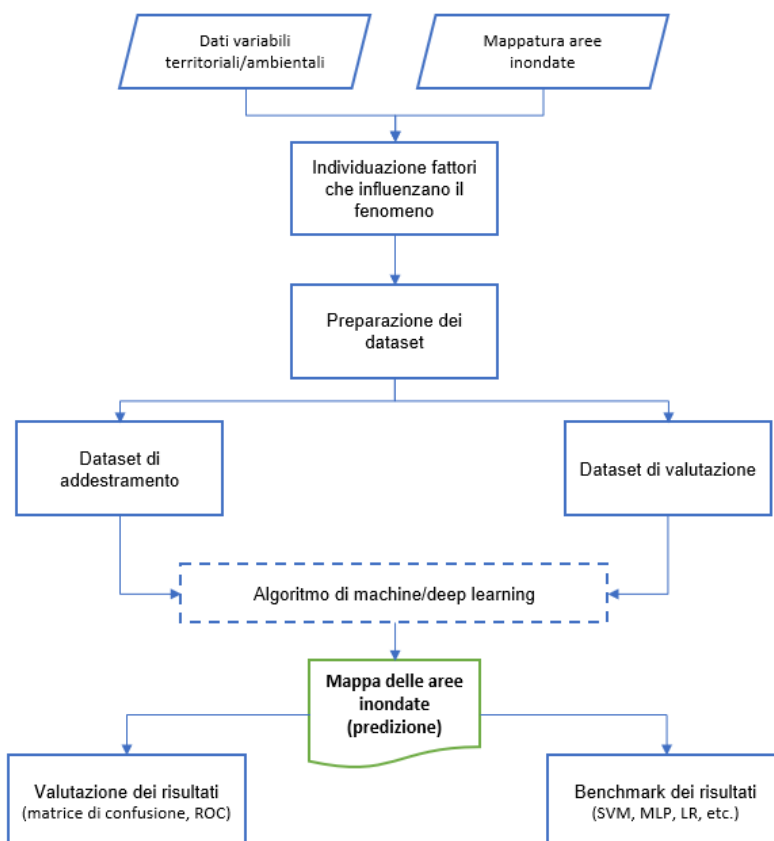 Dati variabili
territoriali/ambientali
Mappatura aree
inondate
Individuazione fattori
che influenzano il
fenomeno
Preparazione dei
dataset
Dataset di
addestramento
Dataset di valutazione
Algoritmo di machine/deep learning
Mappa delle aree
inondate
(predizione)
Valutazione dei risultati
(matrice di confusione, ROC)
Benchmark dei risultati
(SVM, MLP, LR, etc.)